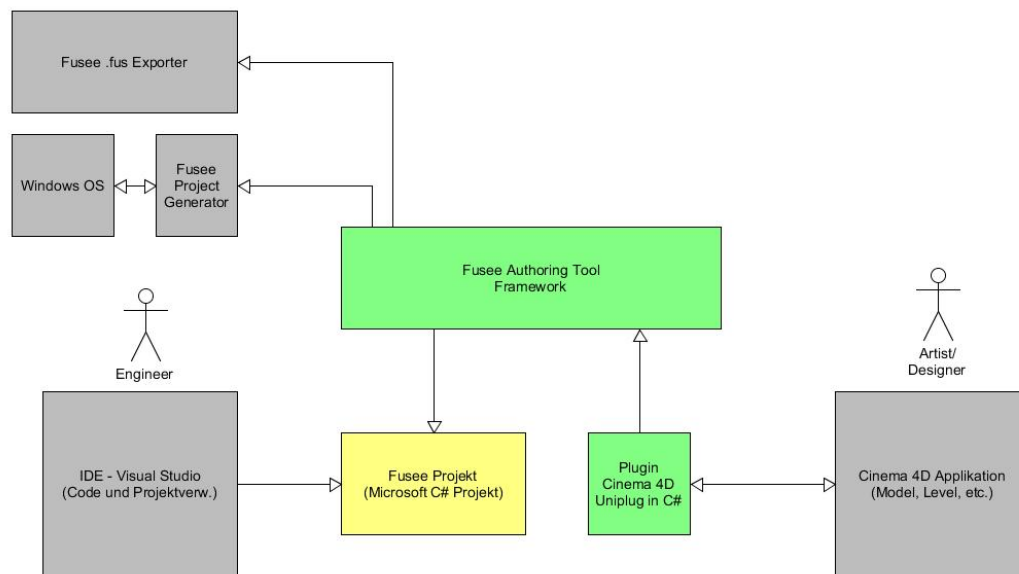 Fusee .fus Exporter
Windows OS
Fusee
Project
Generator
Fusee Authoring Tool
Framework
Engineer
Artist/
Designer
IDE - Visual Studio
(Code und Projektverw.)
Fusee Projekt
(Microsoft C# Projekt)
Plugin
Cinema 4D
Uniplug in C#
Cinema 4D Applikation
(Model, Level, etc.)